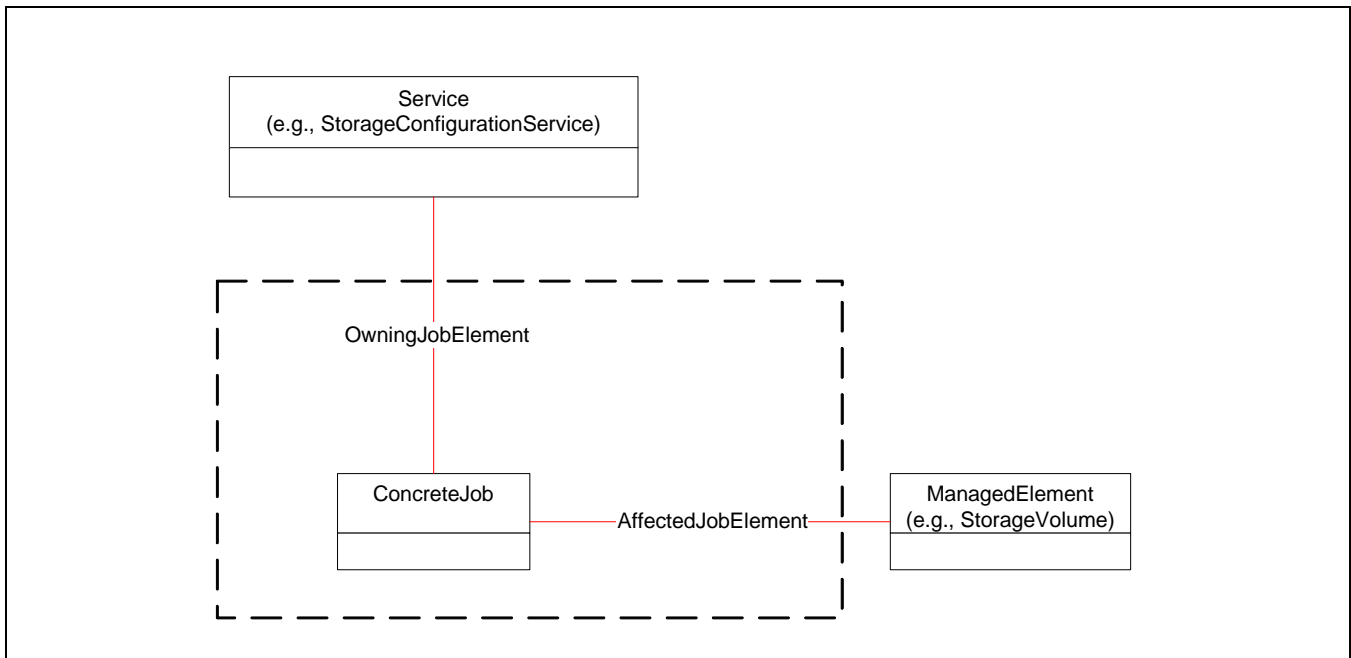 Service
(e.g., StorageConfigurationService)
OwningJobElement
ConcreteJob
AffectedJobElement
ManagedElement
(e.g., StorageVolume)